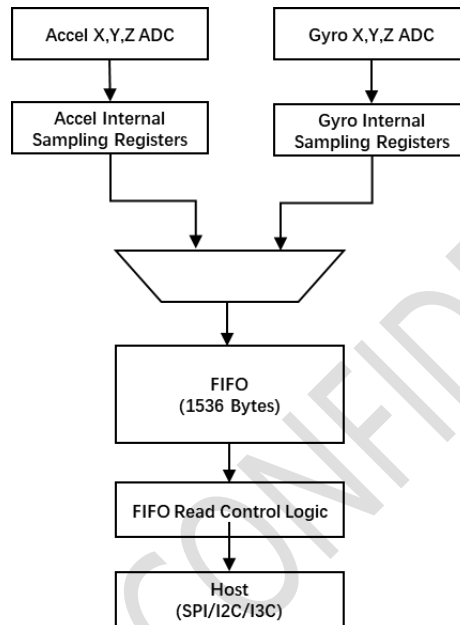 Accel X,Y,Z ADC
Gyro X,Y,Z ADC
Accel Internal
Sampling Registers
Gyro Internal
Sampling Registers
FIFO
(1536 Bytes)
FIFO Read Control Logic
Host
(SPI/I2C/I3C)
CONFIDE